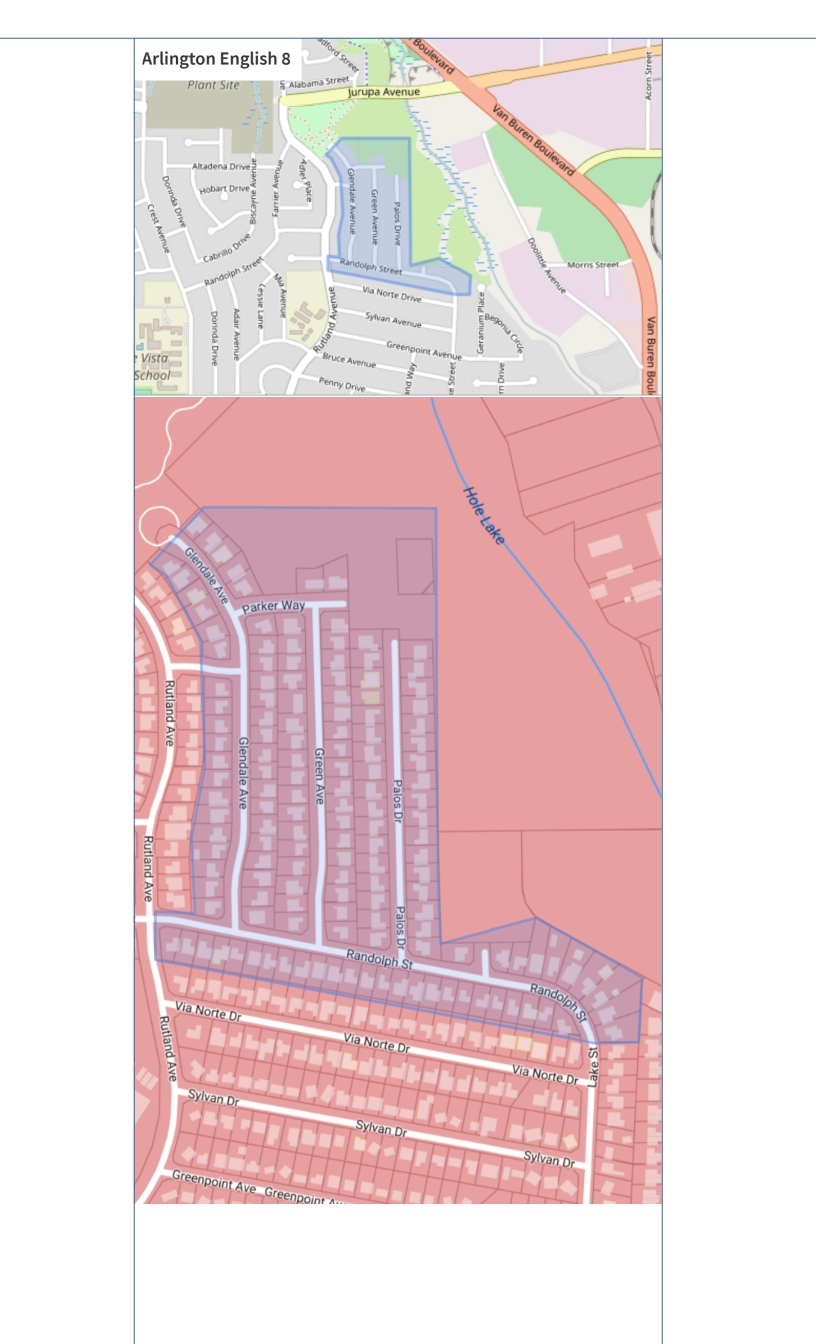 Arlington English 8
Boulevard
Acorn Street
Plant Site
Alabama Street
Jurupa Avenue
Van Buren Boulevard
Altadena Drive
Hobart Drive
Dorinda Drive
Crest Avenue
Biscayne Avenue
Farrier Avenue
Adler Place
Glendale Avenue
Green Avenue
Palos Drive
Cabrillo Drive
Randolph Street
Randolph Street
Doolittle Avenue
Morris Street
Via Norte Drive
Mia Avenue
Tessie Lane
Adair Avenue
Dorinda Drive
Rutland Avenue
Sylvan Avenue
Geranium Place
Begonia Circle
Greenpoint Avenue
Bruce Avenue
Penny Drive
Vista
School
Van Buren Boul
Hole Lake
Glendale Ave
Parker Way
Rutland Ave
Glendale Ave
Green Ave
Palos Dr
Rutland Ave
Palos Dr
Randolph St
Randolph St
Via Norte Dr
Via Norte Dr
Via Norte Dr
Lake St
Rutland Ave
Sylvan Dr
Sylvan Dr
Sylvan Dr
Greenpoint Ave
Greenpoint